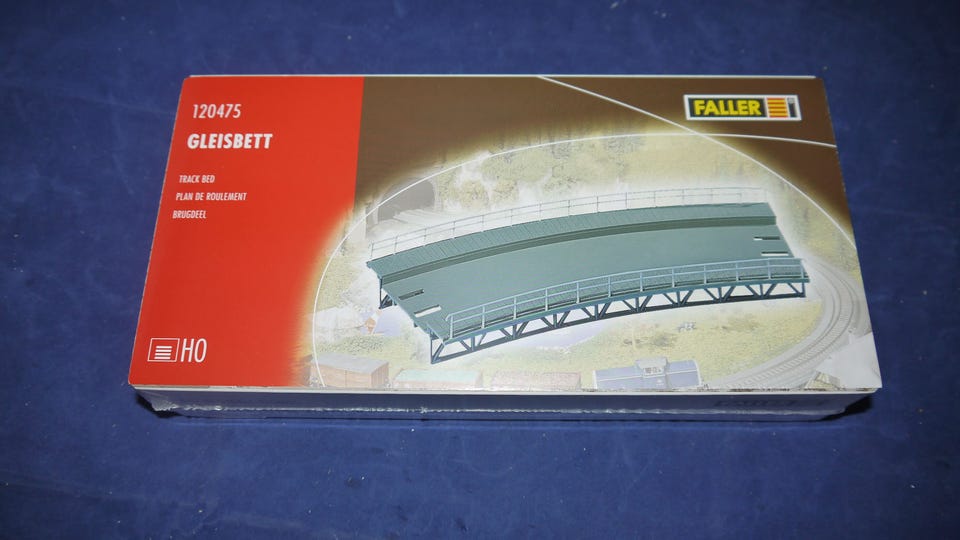 120475
GLEISBETT
TRACK BED
PLAN DE ROULEMENT
BRUGDEEL
H0
FALLER